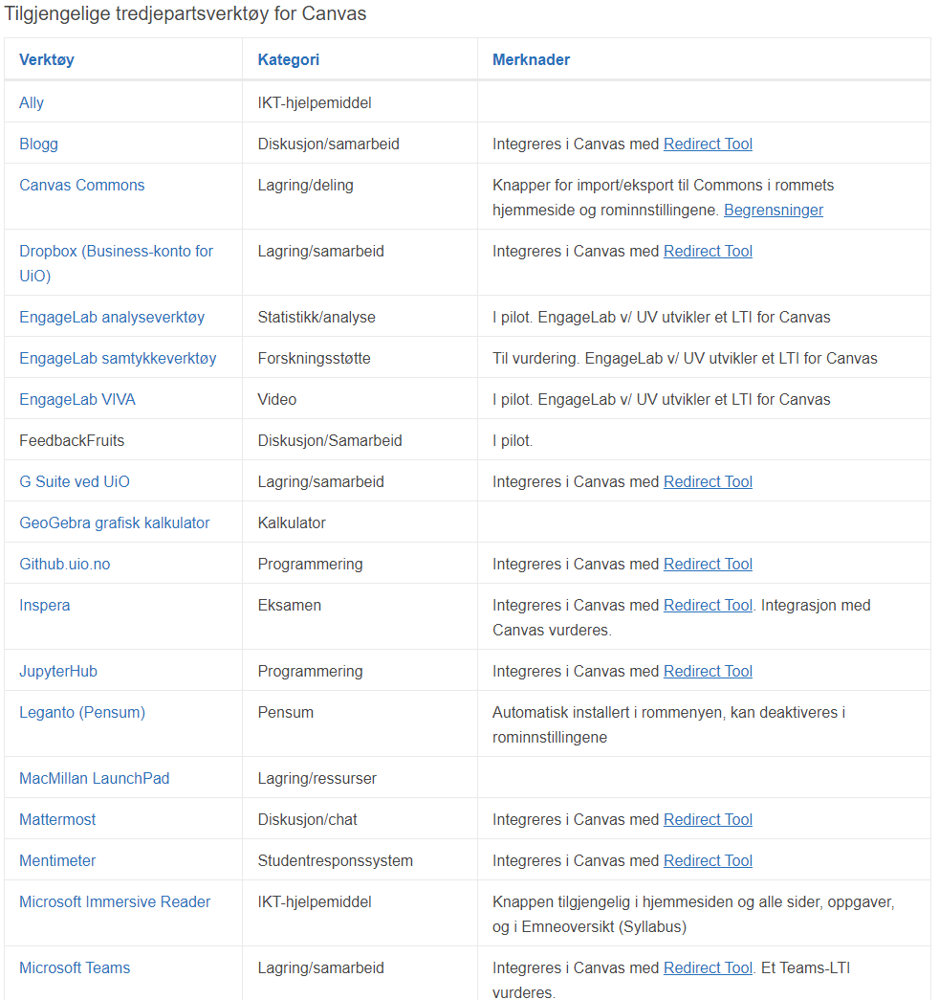 Tilgjengelige tredjepartsverktøy for Canvas
Verktøy Kategori Merknader
Ally IKT-hjelpemiddel
Blogg Diskusjon/samarbeid Integreres i Canvas med Redirect Tool
Canvas Commons Lagring/deling Knapper for import/eksport til Commons i rommets
hjemmeside og rominnstillingene. Begrensninger
Dropbox (Business-konto for Lagring/samarbeid Integreres i Canvas med Redirect Tool
UiO)
EngageLab analyseverktøy Statistikk/analyse I pilot. EngageLab v/ UV utvikler et LTI for Canvas
EngageLab samtykkeverktøy Forskningsstøtte Til vurdering. EngageLab v/ UV utvikler et LTI for Canvas
EngageLab VIVA Video I pilot. EngageLab v/ UV utvikler et LTI for Canvas
FeedbackFruits Diskusjon/Samarbeid I pilot.
G Suite ved UiO Lagring/samarbeid Integreres i Canvas med Redirect Tool
GeoGebra grafisk kalkulator Kalkulator
Github.uio.no Programmering Integreres i Canvas med Redirect Tool
Inspera Eksamen Integreres i Canvas med Redirect Tool. Integrasjon med
Canvas vurderes.
JupyterHub Programmering Integreres i Canvas med Redirect Tool
Leganto (Pensum) Pensum Automatisk installert i rommenyen, kan deaktiveres i
rominnstillingene
MacMillan LaunchPad Lagring/ressurser
Mattermost Diskusjon/chat Integreres i Canvas med Redirect Tool
Mentimeter Studentresponssystem Integreres i Canvas med Redirect Tool
Microsoft Immersive Reader IKT-hjelpemiddel Knappen tilgjengelig i hjemmesiden og alle sider, oppgaver,
og i Emneoversikt (Syllabus)
Microsoft Teams Lagring/samarbeid Integreres i Canvas med Redirect Tool. Et Teams-LTI
vurderes.